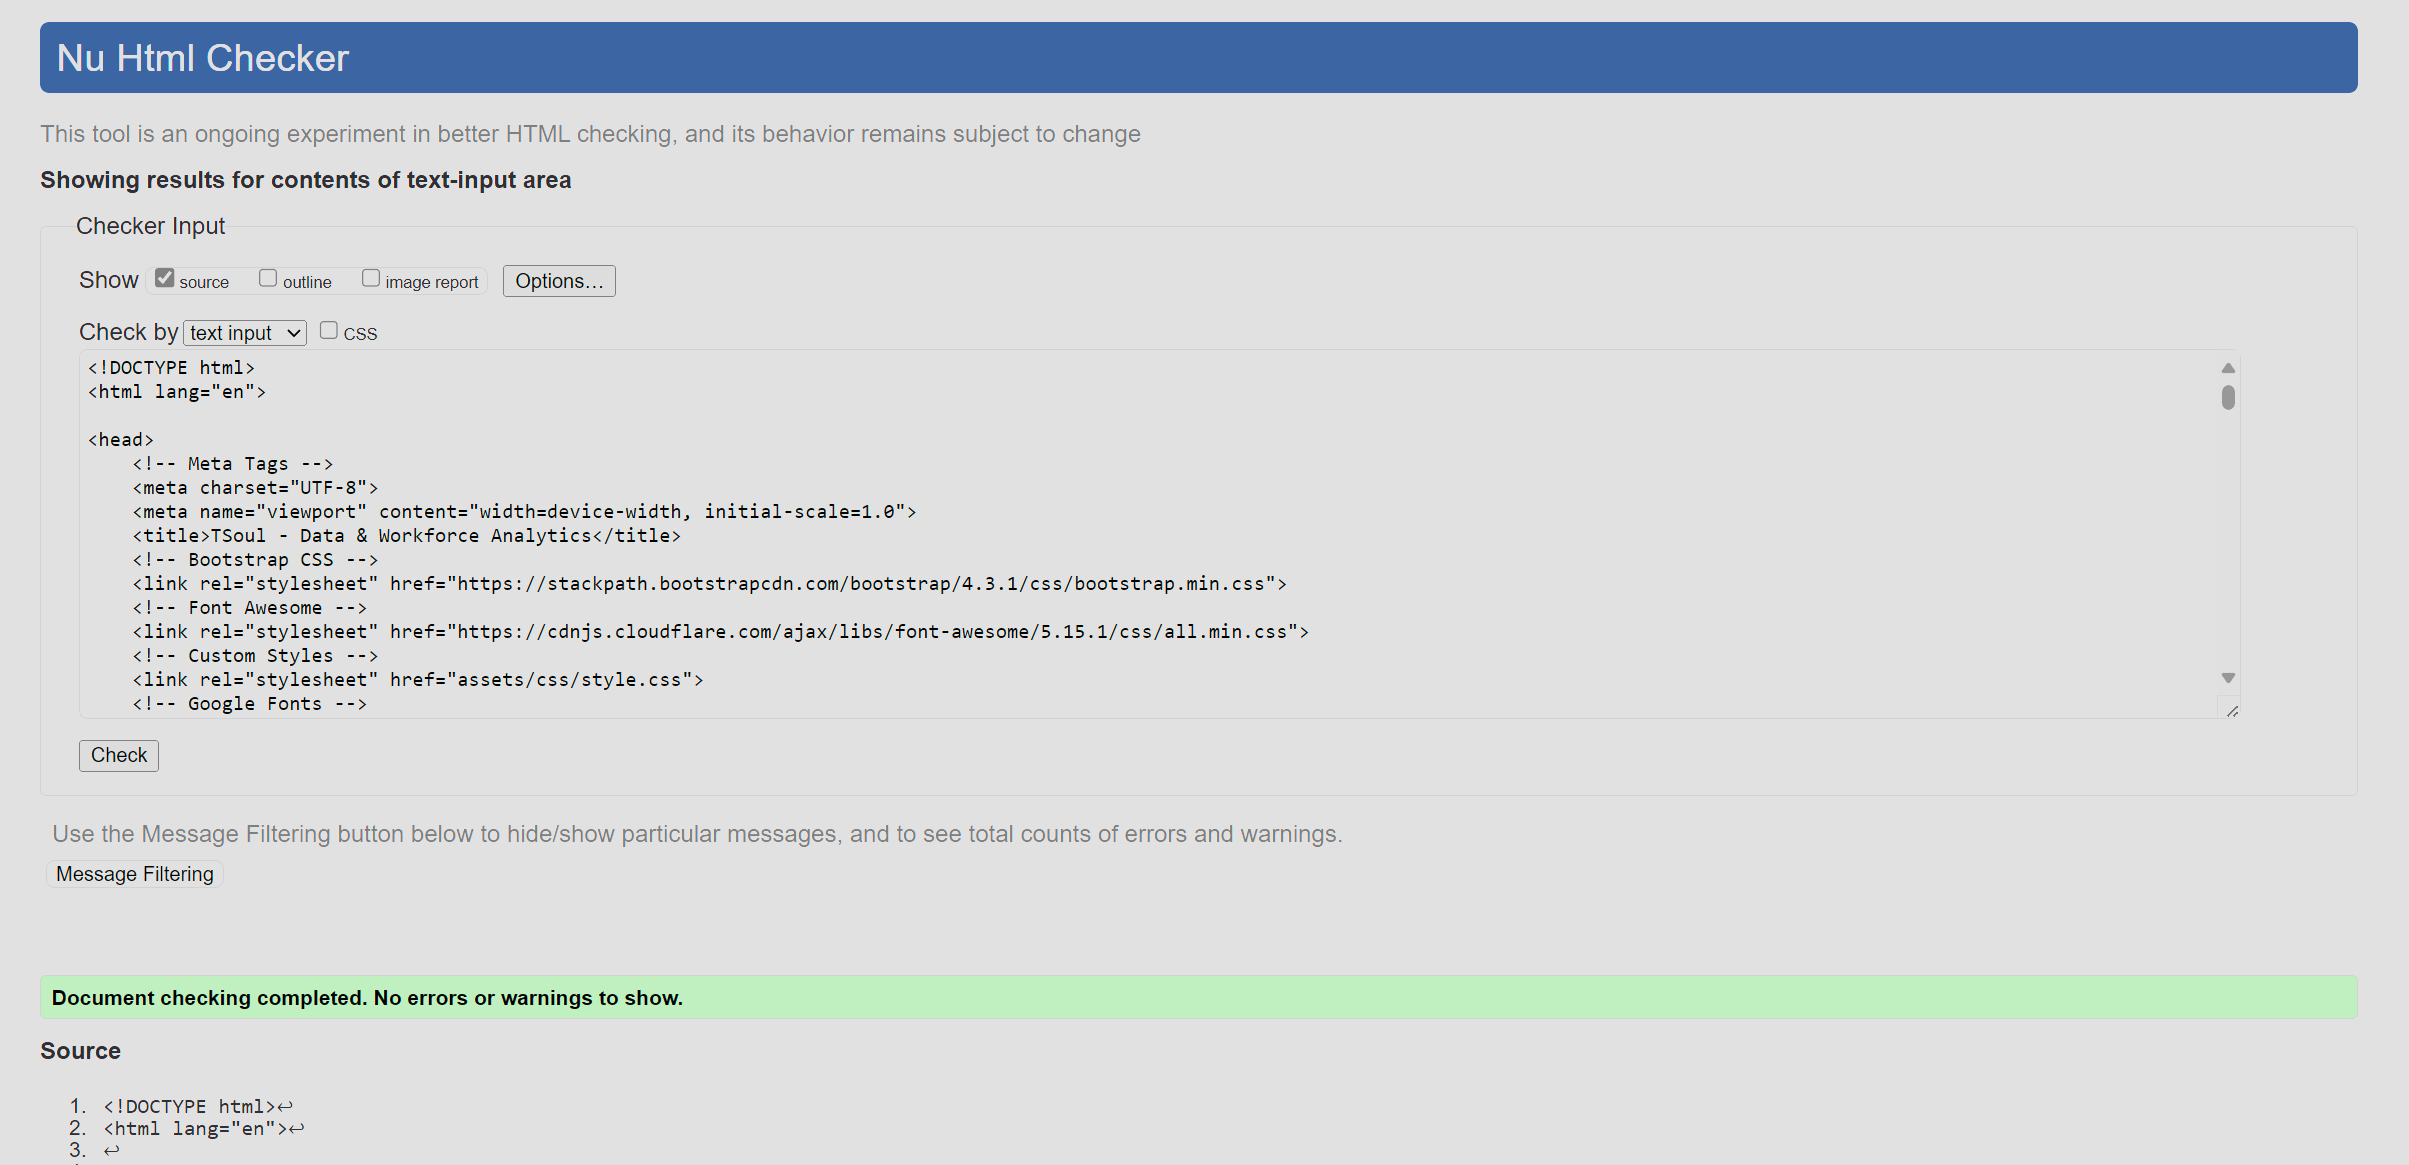 Nu Html Checker
This tool is an ongoing experiment in better HTML checking, and its behavior remains subject to change
Showing results for contents of text-input area
Checker Input
Show source outline image report Options...
Check by text input CSS
<!DOCTYPE html>
<html lang="en">
<head>
<!-- Meta Tags -->
<meta charset="UTF-8">
<meta name="viewport" content="width=device-width, initial-scale=1.0">
<title>TSoul - Data & Workforce Analytics</title>
<!-- Bootstrap CSS -->
<link rel="stylesheet" href="https://stackpath.bootstrapcdn.com/bootstrap/4.3.1/css/bootstrap.min.css">
<!-- Font Awesome -->
<link rel="stylesheet" href="https://cdnjs.cloudflare.com/ajax/libs/font-awesome/5.15.1/css/all.min.css">
<!-- Custom Styles -->
<link rel="stylesheet" href="assets/css/style.css">
<!-- Google Fonts -->
Check
Use the Message Filtering button below to hide/show particular messages, and to see total counts of errors and warnings.
Message Filtering
Document checking completed. No errors or warnings to show.
Source
1. <!DOCTYPE html>↩
2. <html lang="en">↩
3. ↩